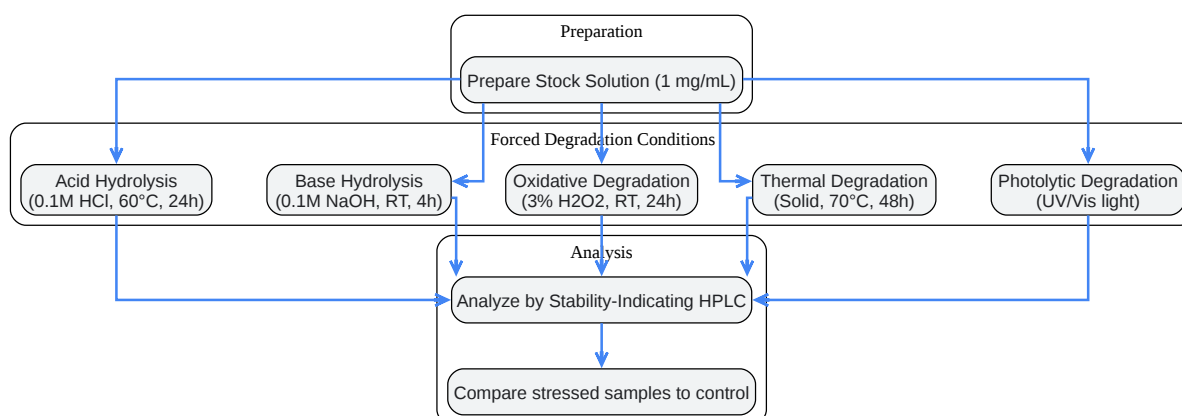 Preparation
Prepare Stock Solution (1 mg/mL)
Forced Degradation Conditions
Acid Hydrolysis
(0.1M HCl, 60°C, 24h)
Base Hydrolysis
(0.1M NaOH, RT, 4h)
Oxidative Degradation
(3% H2O2, RT, 24h)
Thermal Degradation
(Solid, 70°C, 48h)
Photolytic Degradation
(UV/Vis light)
Analysis
Analyze by Stability-Indicating HPLC
Compare stressed samples to control